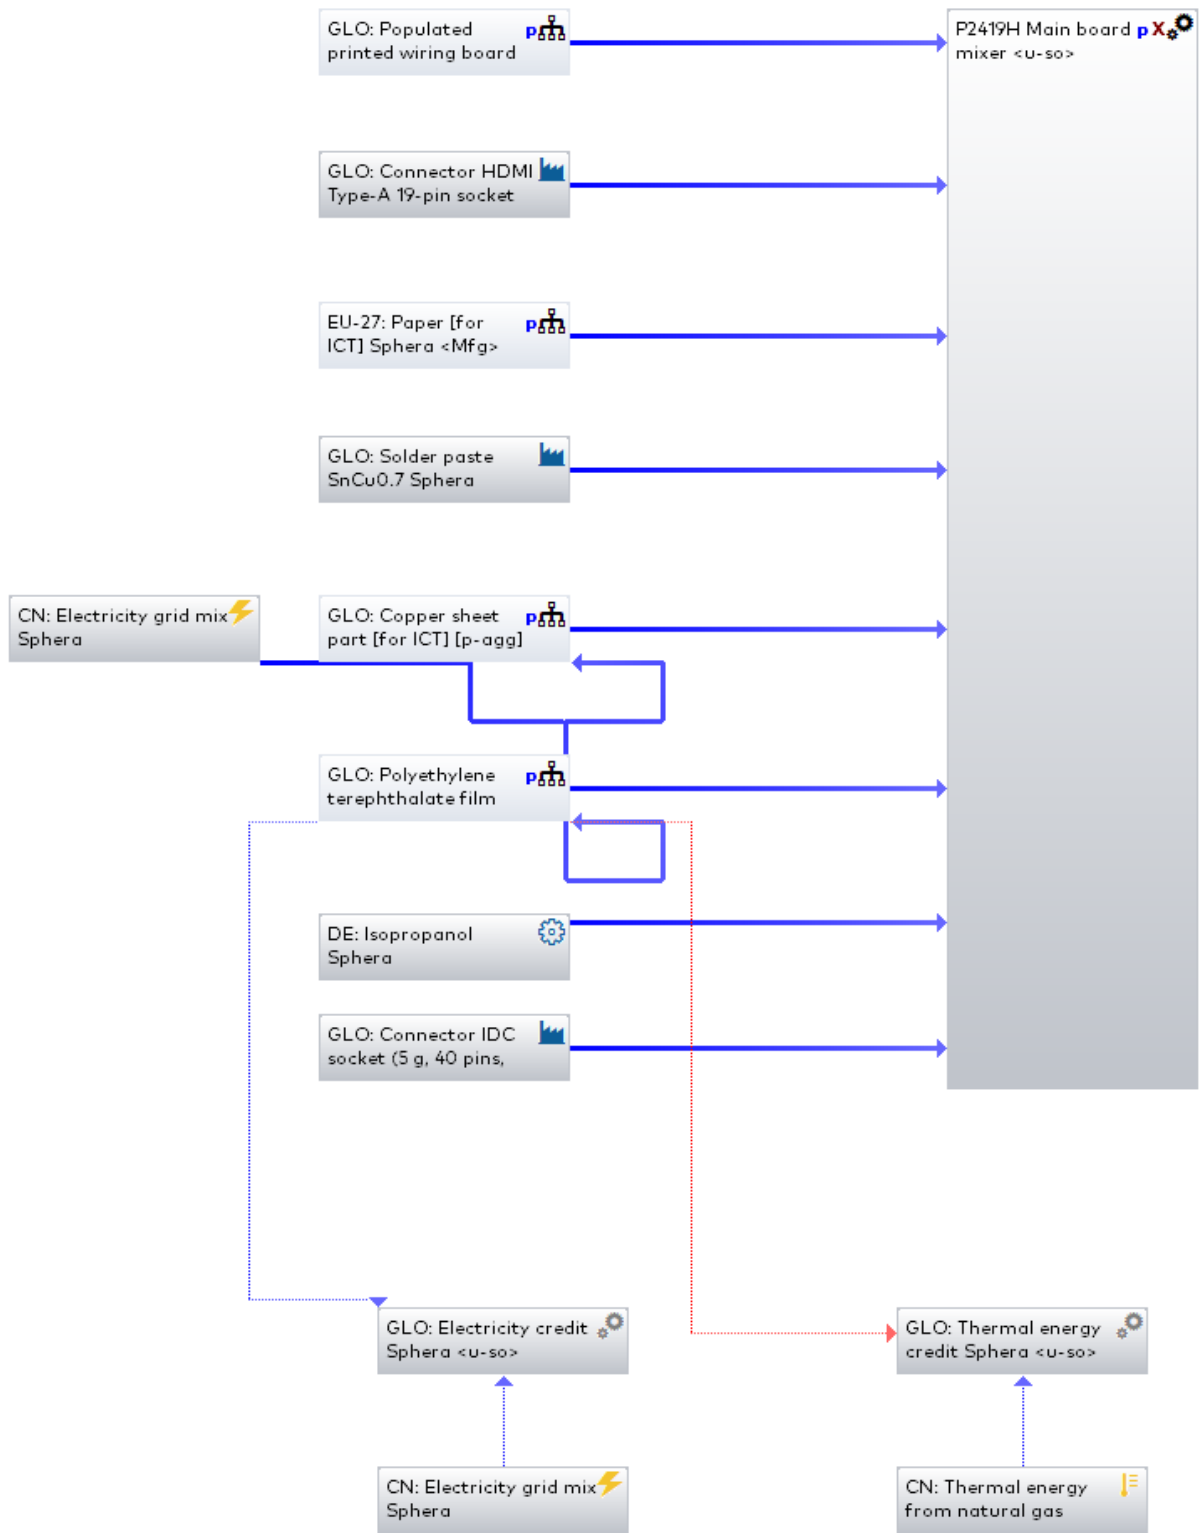 GLO: Populated
printed wiring board
p
P2419H Main board
mixer <u-so>
p X
GLO: Connector HDMI
Type-A 19-pin socket
EU-27: Paper [for
ICT] Sphera <Mfg>
p
GLO: Solder paste
SnCu0.7 Sphera
CN: Electricity grid mix
Sphera
GLO: Copper sheet
part [for ICT] [p-agg]
p
GLO: Polyethylene
terephthalate film
p
DE: Isopropanol
Sphera
GLO: Connector IDC
socket (5 g, 40 pins,
GLO: Electricity credit
Sphera <u-so>
GLO: Thermal energy
credit Sphera <u-so>
CN: Electricity grid mix
Sphera
CN: Thermal energy
from natural gas